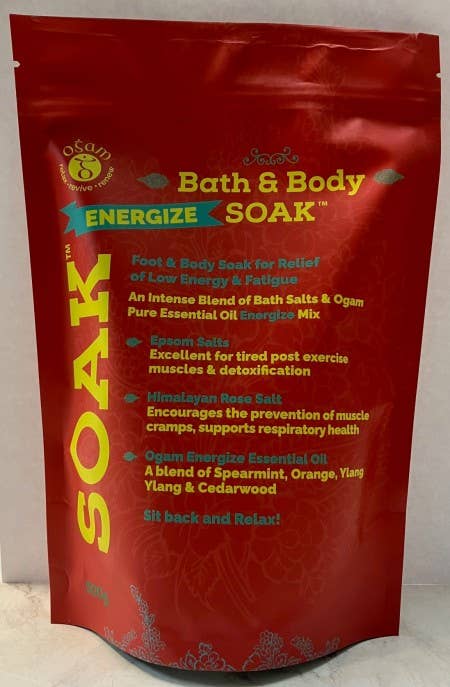 ogam
relax • revive • renew
Bath & Body
ENERGIZE SOAK™
SOAK™
Foot & Body Soak for Relief
of Low Energy & Fatigue
An Intense Blend of Bath Salts & Ogam
Pure Essential Oil Energize Mix
Epsom Salts
Excellent for tired post exercise
muscles & detoxification
Himalayan Rose Salt
Encourages the prevention of muscle
cramps, supports respiratory health
Ogam Energize Essential Oil
A blend of Spearmint, Orange, Ylang
Ylang & Cedarwood
Sit back and Relax!
400g